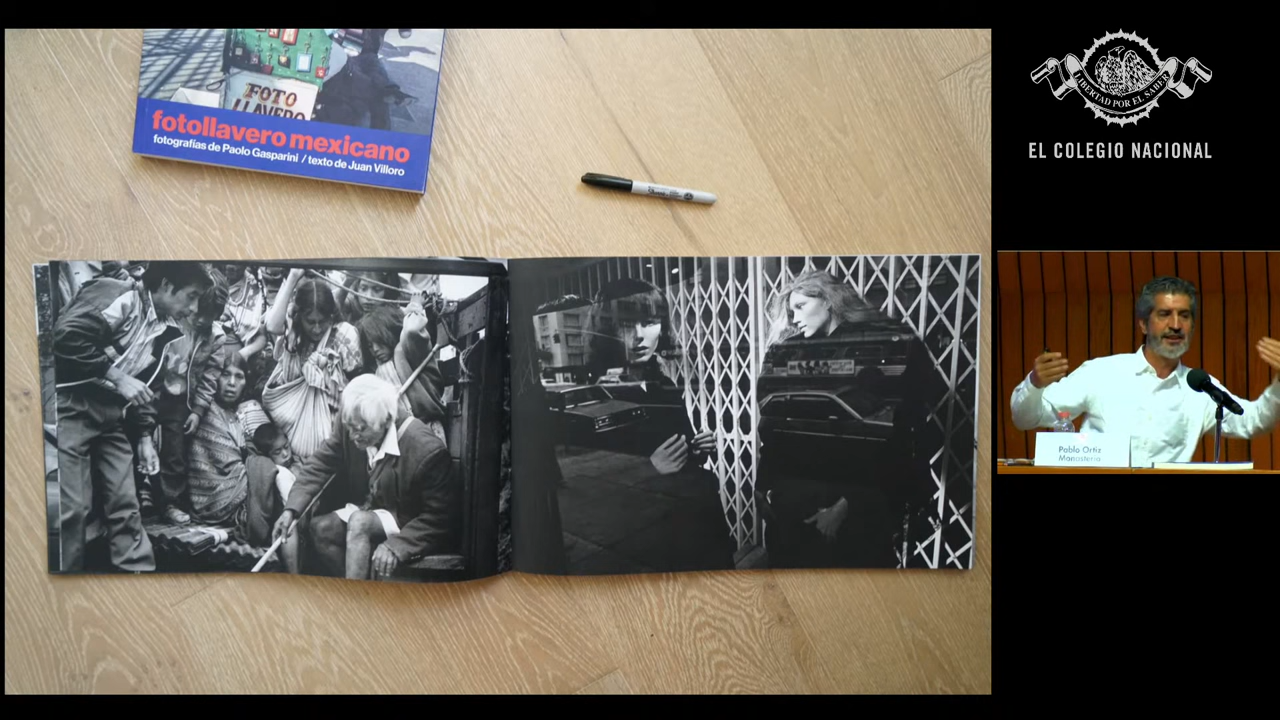 FOTO
LLAVERO
fotollavero mexicano
fotografías de Paolo Gasparini / texto de Juan Villoro
LIBERTAD POR EL SABER
EL COLEGIO NACIONAL
Pablo Ortiz
Monasterio